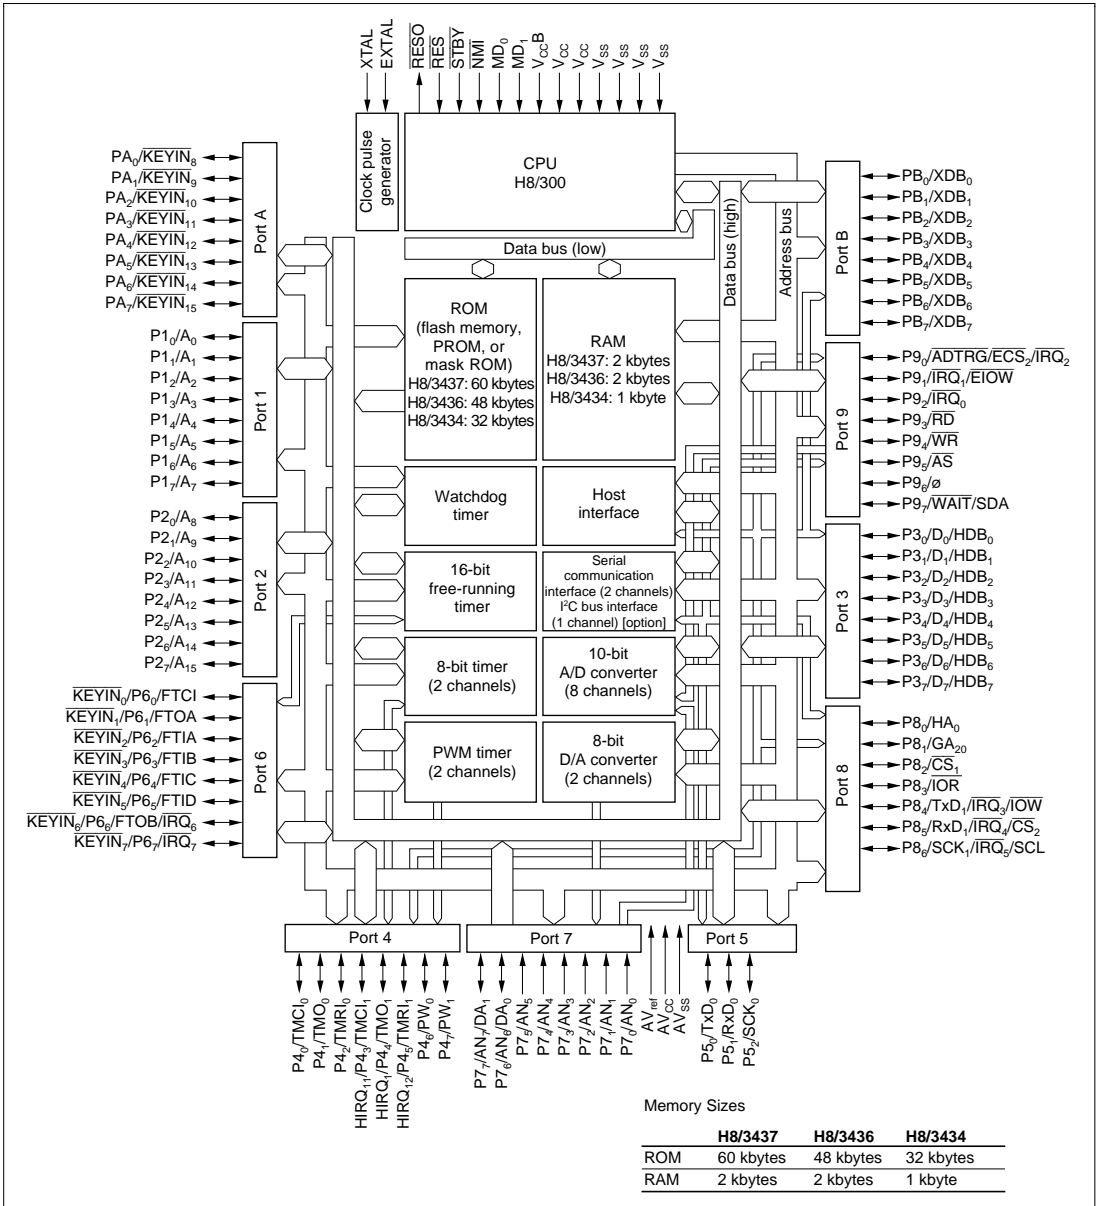 XTAL
EXTAL
RESO
RES
STBY
NMI
MD0
MD1
VCCB
VCC
VCC
VSS
VSS
VSS
VSS
Clock pulse
generator
CPU
H8/300
Data bus (low)
Data bus (high)
Address bus
PA0/KEYIN8
PA1/KEYIN9
PA2/KEYIN10
PA3/KEYIN11
PA4/KEYIN12
PA5/KEYIN13
PA6/KEYIN14
PA7/KEYIN15
Port A
P10/A0
P11/A1
P12/A2
P13/A3
P14/A4
P15/A5
P16/A6
P17/A7
Port 1
P20/A8
P21/A9
P22/A10
P23/A11
P24/A12
P25/A13
P26/A14
P27/A15
Port 2
KEYIN0/P60/FTCI
KEYIN1/P61/FTOA
KEYIN2/P62/FTIA
KEYIN3/P63/FTIB
KEYIN4/P64/FTIC
KEYIN5/P65/FTID
KEYIN6/P66/FTOB/IRQ6
KEYIN7/P67/IRQ7
Port 6
ROM
(flash memory,
PROM, or
mask ROM)
H8/3437: 60 kbytes
H8/3436: 48 kbytes
H8/3434: 32 kbytes
RAM
H8/3437: 2 kbytes
H8/3436: 2 kbytes
H8/3434: 1 kbyte
Watchdog
timer
Host
interface
16-bit
free-running
timer
Serial
communication
interface (2 channels)
I²C bus interface
(1 channel) [option]
8-bit timer
(2 channels)
10-bit
A/D converter
(8 channels)
PWM timer
(2 channels)
8-bit
D/A converter
(2 channels)
Port B
PB0/XDB0
PB1/XDB1
PB2/XDB2
PB3/XDB3
PB4/XDB4
PB5/XDB5
PB6/XDB6
PB7/XDB7
Port 9
P90/ADTRG/ECS2/IRQ2
P91/IRQ1/EIOW
P92/IRQ0
P93/RD
P94/WR
P95/AS
P96/ø
P97/WAIT/SDA
Port 3
P30/D0/HDB0
P31/D1/HDB1
P32/D2/HDB2
P33/D3/HDB3
P34/D4/HDB4
P35/D5/HDB5
P36/D6/HDB6
P37/D7/HDB7
Port 8
P80/HA0
P81/GA20
P82/CS1
P83/IOR
P84/TxD1/IRQ3/IOW
P85/RxD1/IRQ4/CS2
P86/SCK1/IRQ5/SCL
Port 4
Port 7
Port 5
P40/TMCI0
P41/TMO0
P42/TMRI0
HIRQ11/P43/TMCI1
HIRQ1/P44/TMO1
HIRQ12/P45/TMRI1
P46/PW0
P47/PW1
P77/AN7/DA1
P76/AN6/DA0
P75/AN5
P74/AN4
P73/AN3
P72/AN2
P71/AN1
P70/AN0
AVref
AVCC
AVSS
P50/TxD0
P51/RxD0
P52/SCK0
Memory Sizes
H8/3437 H8/3436 H8/3434
ROM 60 kbytes 48 kbytes 32 kbytes
RAM 2 kbytes 2 kbytes 1 kbyte